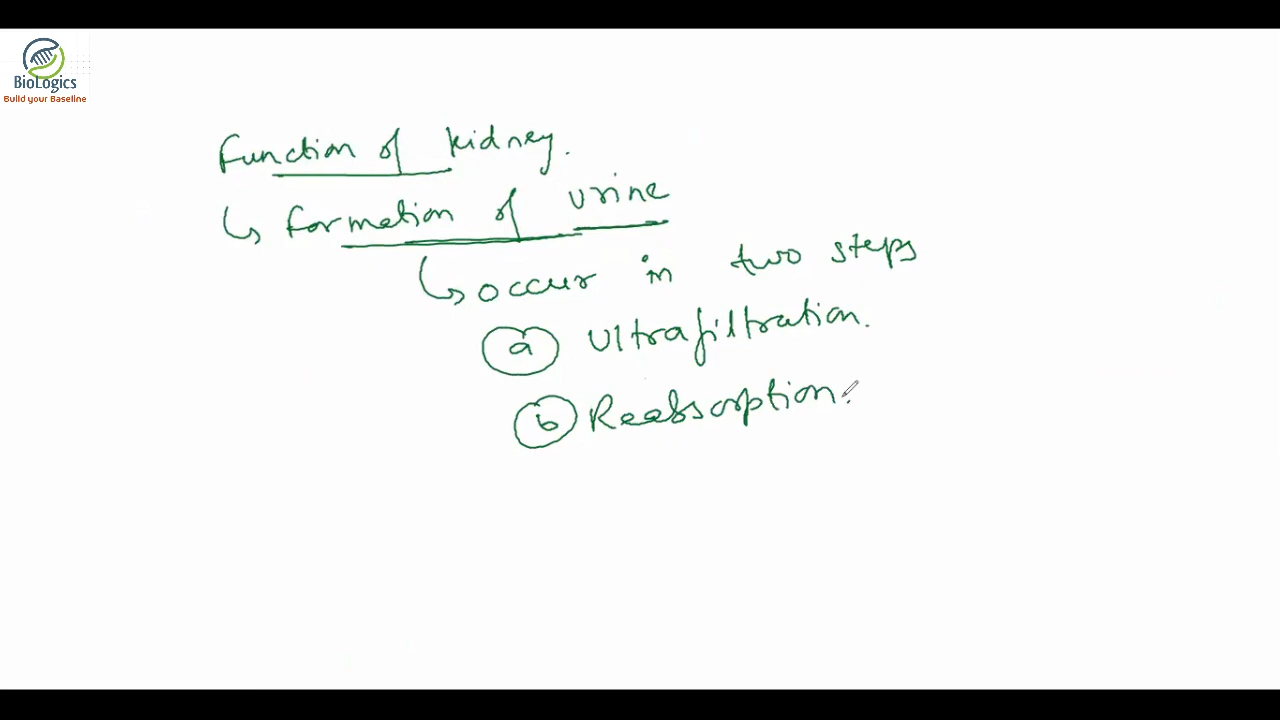 BioLogics
Build your Baseline
Function of kidney.
↳ formation of urine
↳ occur in two steps
a Ultrafiltration.
b Reabsorption.